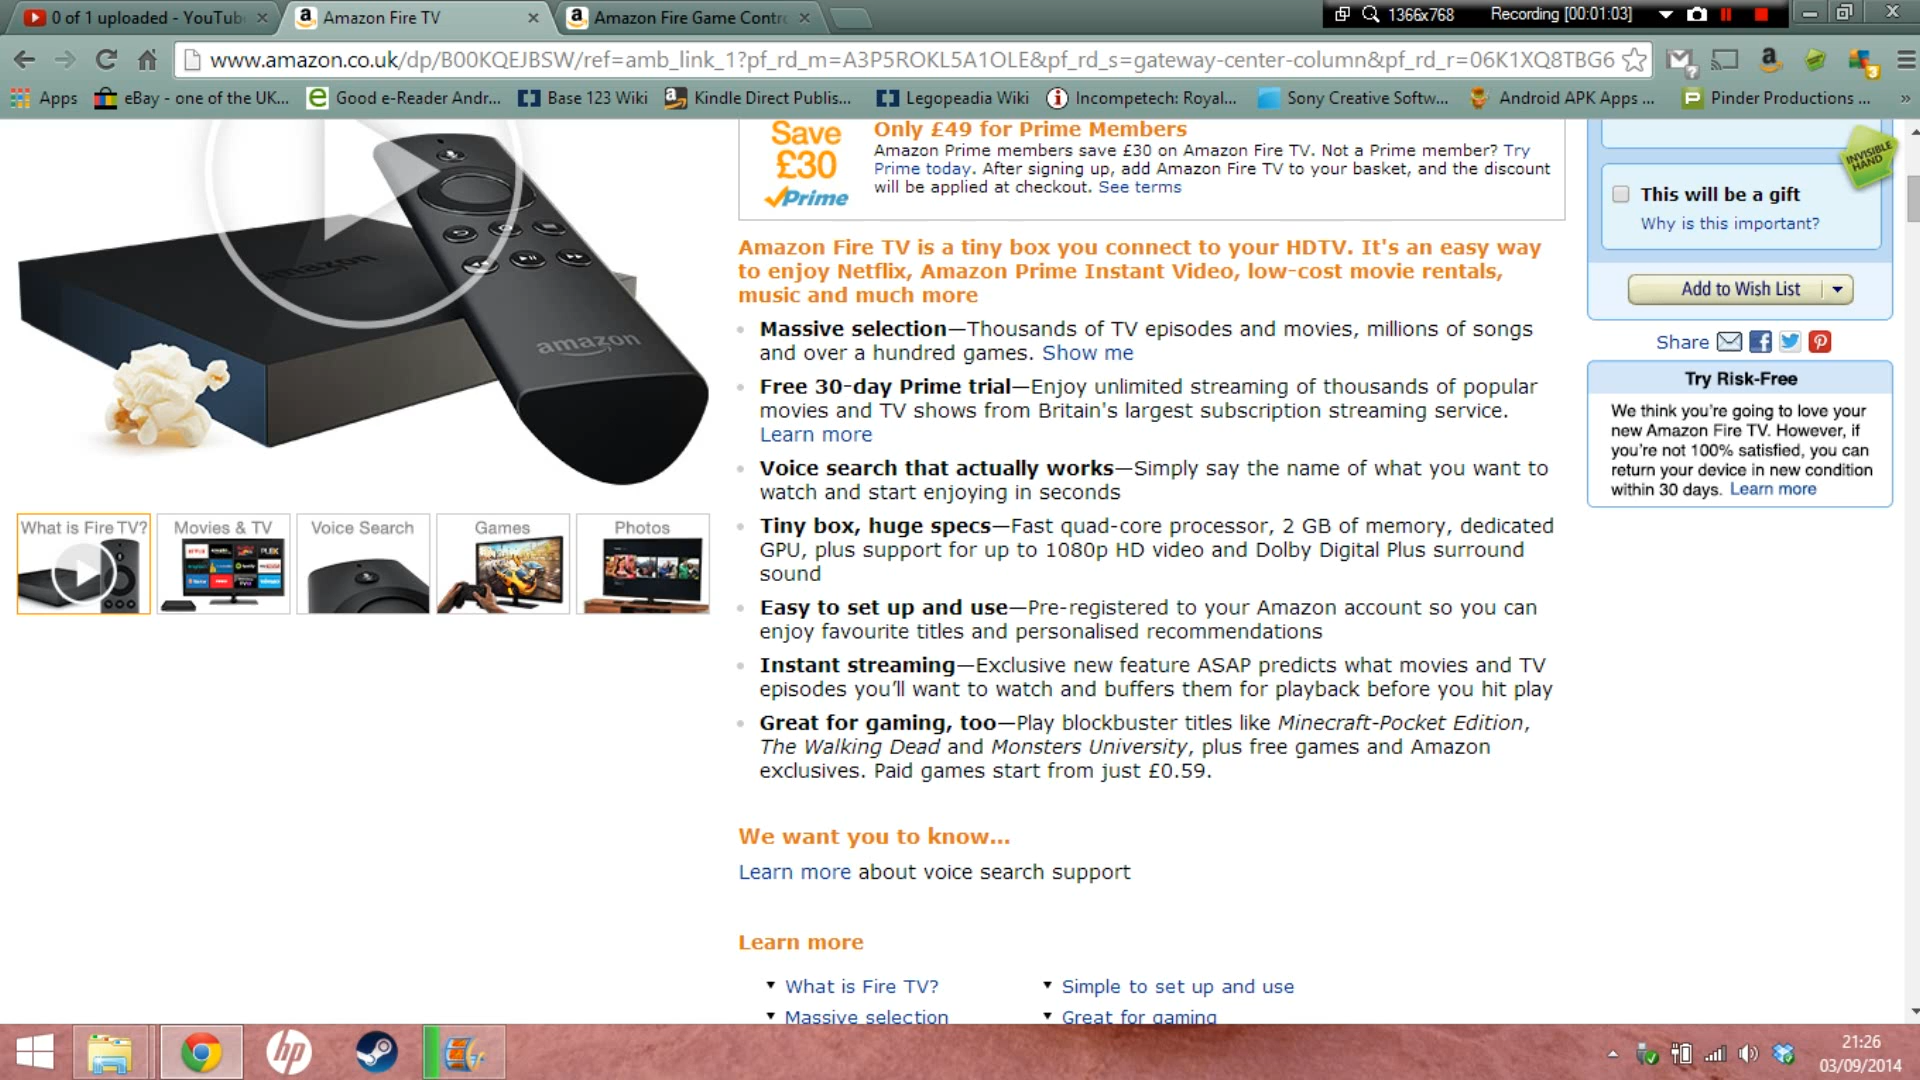 0 of 1 uploaded - YouTub
Amazon Fire TV
Amazon Fire Game Contro
1366x768
Recording [00:01:03]
www.amazon.co.uk/dp/B00KQEJBSW/ref=amb_link_1?pf_rd_m=A3P5ROKL5A1OLE&pf_rd_s=gateway-center-column&pf_rd_r=06K1XQ8TBG6
Apps
eBay - one of the UK...
Good e-Reader Andr...
Base 123 Wiki
Kindle Direct Publis...
Legopeadia Wiki
Incompetech: Royal...
Sony Creative Softw...
Android APK Apps ...
Pinder Productions ...
»
Save
£30
Prime
Only £49 for Prime Members
Amazon Prime members save £30 on Amazon Fire TV. Not a Prime member? Try
Prime today. After signing up, add Amazon Fire TV to your basket, and the discount
will be applied at checkout. See terms
INVISIBLE
HAND
This will be a gift
Why is this important?
Add to Wish List
Share
Try Risk-Free
We think you're going to love your
new Amazon Fire TV. However, if
you're not 100% satisfied, you can
return your device in new condition
within 30 days. Learn more
amazon
amazon
What is Fire TV?
Movies & TV
Voice Search
Games
Photos
Amazon Fire TV is a tiny box you connect to your HDTV. It's an easy way
to enjoy Netflix, Amazon Prime Instant Video, low-cost movie rentals,
music and much more
Massive selection—Thousands of TV episodes and movies, millions of songs
and over a hundred games. Show me
Free 30-day Prime trial—Enjoy unlimited streaming of thousands of popular
movies and TV shows from Britain's largest subscription streaming service.
Learn more
Voice search that actually works—Simply say the name of what you want to
watch and start enjoying in seconds
Tiny box, huge specs—Fast quad-core processor, 2 GB of memory, dedicated
GPU, plus support for up to 1080p HD video and Dolby Digital Plus surround
sound
Easy to set up and use—Pre-registered to your Amazon account so you can
enjoy favourite titles and personalised recommendations
Instant streaming—Exclusive new feature ASAP predicts what movies and TV
episodes you'll want to watch and buffers them for playback before you hit play
Great for gaming, too—Play blockbuster titles like Minecraft-Pocket Edition,
The Walking Dead and Monsters University, plus free games and Amazon
exclusives. Paid games start from just £0.59.
We want you to know...
Learn more about voice search support
Learn more
What is Fire TV?
Simple to set up and use
Massive selection
Great for gaming
hp
21:26
03/09/2014